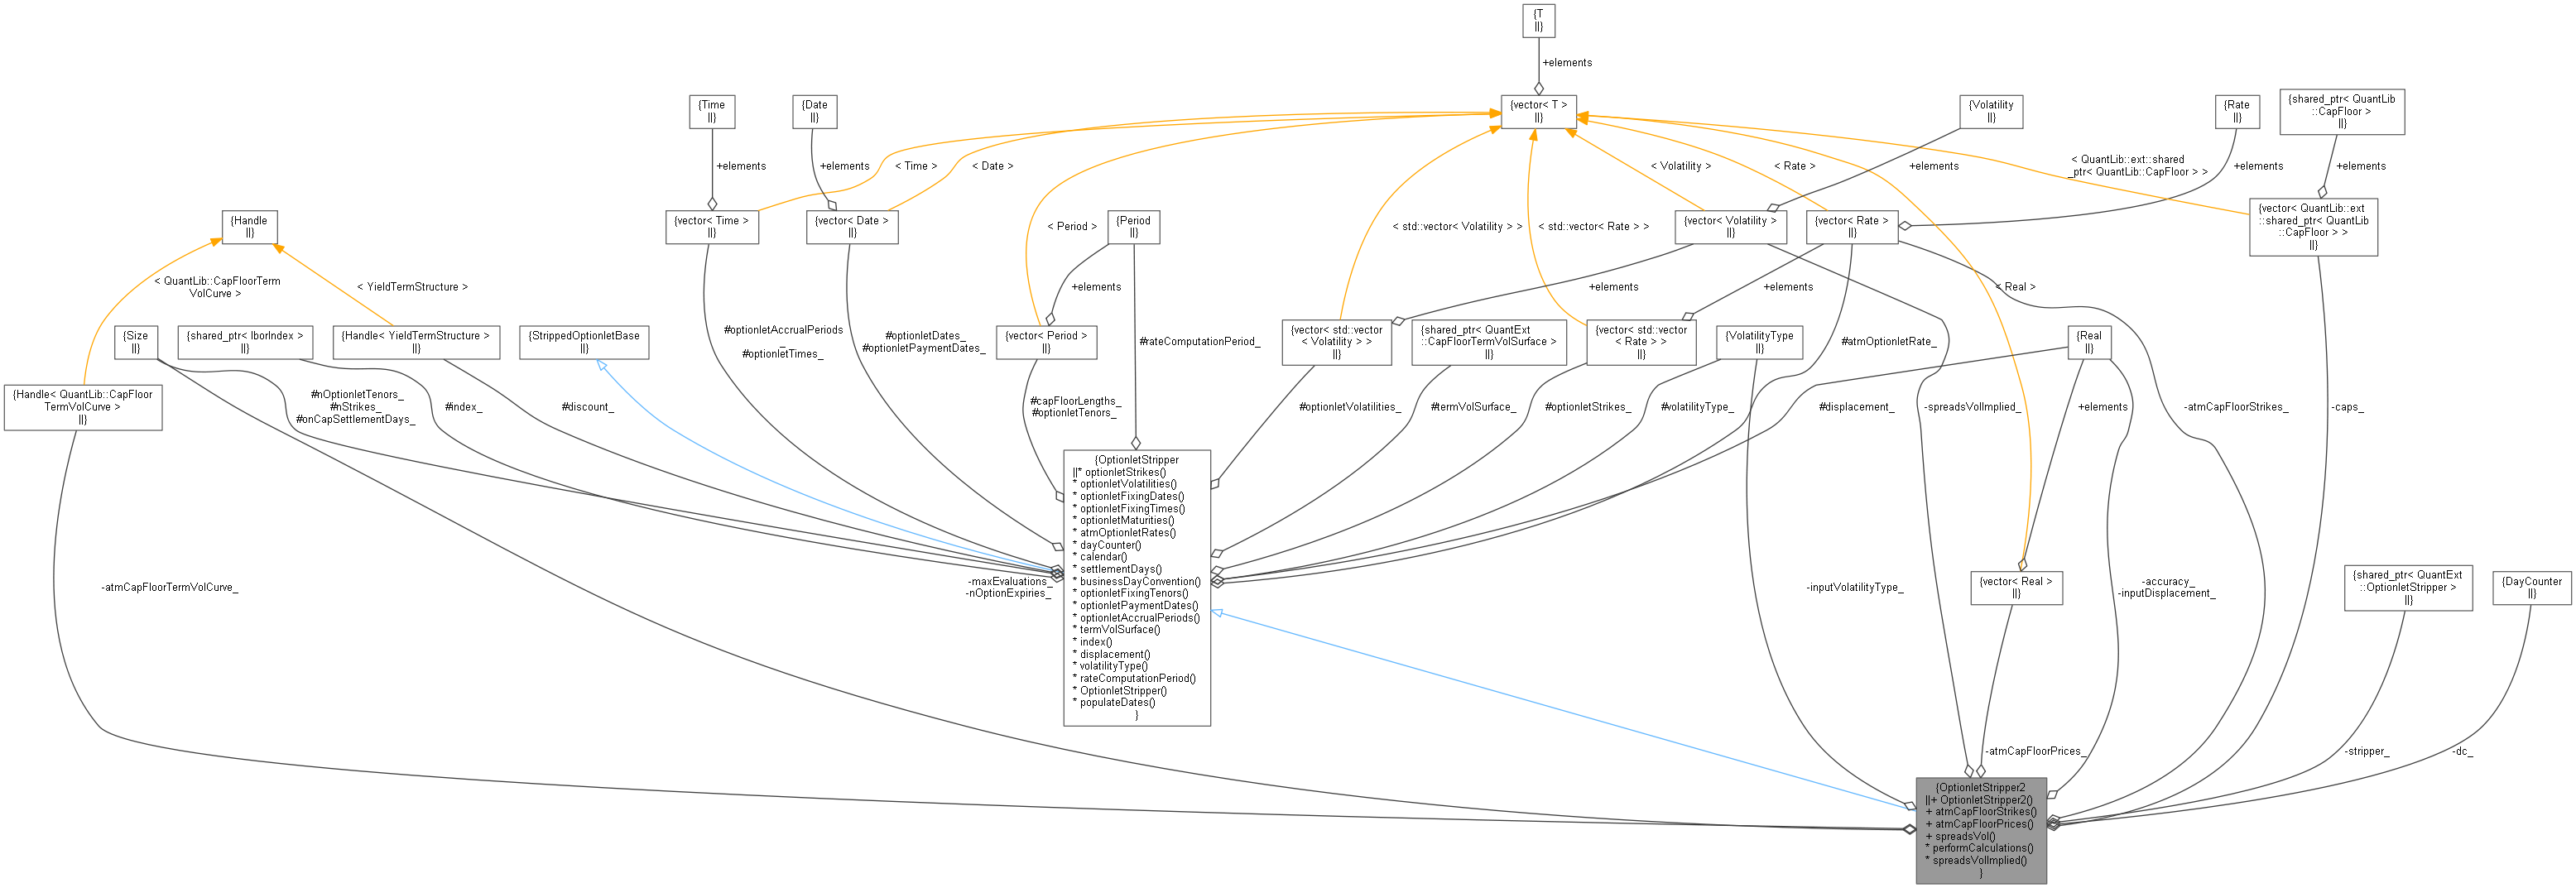 {T
||}
+elements
{Time
||}
{Date
||}
{vector< T >
||}
{Volatility
||}
{Rate
||}
{shared_ptr< QuantLib
::CapFloor >
||}
+elements
+elements
< Time >
< Date >
< Volatility >
< Rate >
+elements
< QuantLib::ext::shared
_ptr< QuantLib::CapFloor > >
+elements
+elements
{Handle
||}
{vector< Time >
||}
{vector< Date >
||}
< Period >
{Period
||}
< std::vector< Volatility > >
< std::vector< Rate > >
{vector< Volatility >
||}
{vector< Rate >
||}
{vector< QuantLib::ext
::shared_ptr< QuantLib
::CapFloor > >
||}
< QuantLib::CapFloorTerm
VolCurve >
< YieldTermStructure >
+elements
+elements
+elements
< Real >
{Size
||}
{shared_ptr< IborIndex >
||}
{Handle< YieldTermStructure >
||}
{StrippedOptionletBase
||}
#optionletAccrualPeriods
_
#optionletTimes_
#optionletDates_
#optionletPaymentDates_
{vector< Period >
||}
#rateComputationPeriod_
{vector< std::vector
< Volatility > >
||}
{shared_ptr< QuantExt
::CapFloorTermVolSurface >
||}
{vector< std::vector
< Rate > >
||}
{VolatilityType
||}
#atmOptionletRate_
{Real
||}
{Handle< QuantLib::CapFloor
TermVolCurve >
||}
#nOptionletTenors_
#nStrikes_
#onCapSettlementDays_
#index_
#discount_
#capFloorLengths_
#optionletTenors_
#optionletVolatilities_
#termVolSurface_
#optionletStrikes_
#volatilityType_
#displacement_
-spreadsVolImplied_
+elements
-atmCapFloorStrikes_
-caps_
{OptionletStripper
||* optionletStrikes()
* optionletVolatilities()
* optionletFixingDates()
* optionletFixingTimes()
* optionletMaturities()
* atmOptionletRates()
* dayCounter()
* calendar()
* settlementDays()
* businessDayConvention()
* optionletFixingTenors()
* optionletPaymentDates()
* optionletAccrualPeriods()
* termVolSurface()
* index()
* displacement()
* volatilityType()
* rateComputationPeriod()
* OptionletStripper()
* populateDates()
}
-atmCapFloorTermVolCurve_
-maxEvaluations_
-nOptionExpiries_
-inputVolatilityType_
{vector< Real >
||}
-accuracy_
-inputDisplacement_
{shared_ptr< QuantExt
::OptionletStripper >
||}
{DayCounter
||}
-atmCapFloorPrices_
-stripper_
-dc_
{OptionletStripper2
||+ OptionletStripper2()
+ atmCapFloorStrikes()
+ atmCapFloorPrices()
+ spreadsVol()
* performCalculations()
* spreadsVolImplied()
}